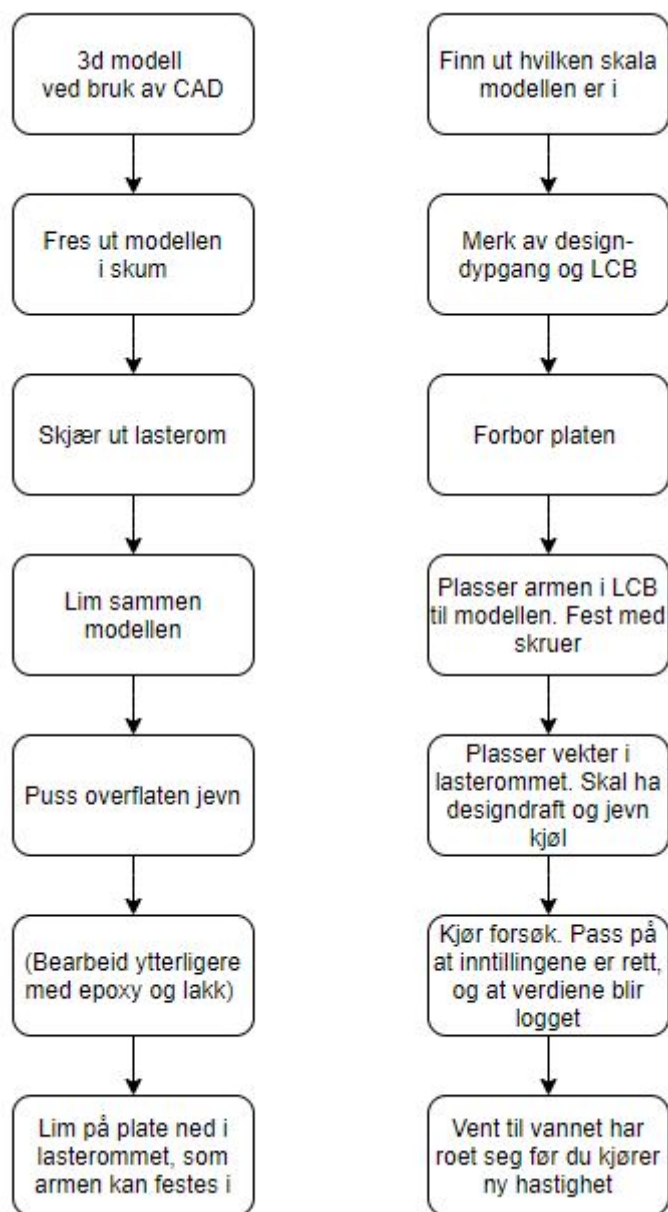 3d modell
ved bruk av CAD
Fres ut modellen
i skum
Skjær ut lasterom
Lim sammen
modellen
Puss overflaten jevn
(Bearbeid ytterligere
med epoxy og lakk)
Lim på plate ned i
lasterommet, som
armen kan festes i
Finn ut hvilken skala
modellen er i
Merk av design-
dypgang og LCB
Forbor platen
Plasser armen i LCB
til modellen. Fest med
skruer
Plasser vekter i
lasterommet. Skal ha
designdraft og jevn
kjøl
Kjør forsøk. Pass på
at inntillingene er rett,
og at verdiene blir
logget
Vent til vannet har
roet seg før du kjører
ny hastighet